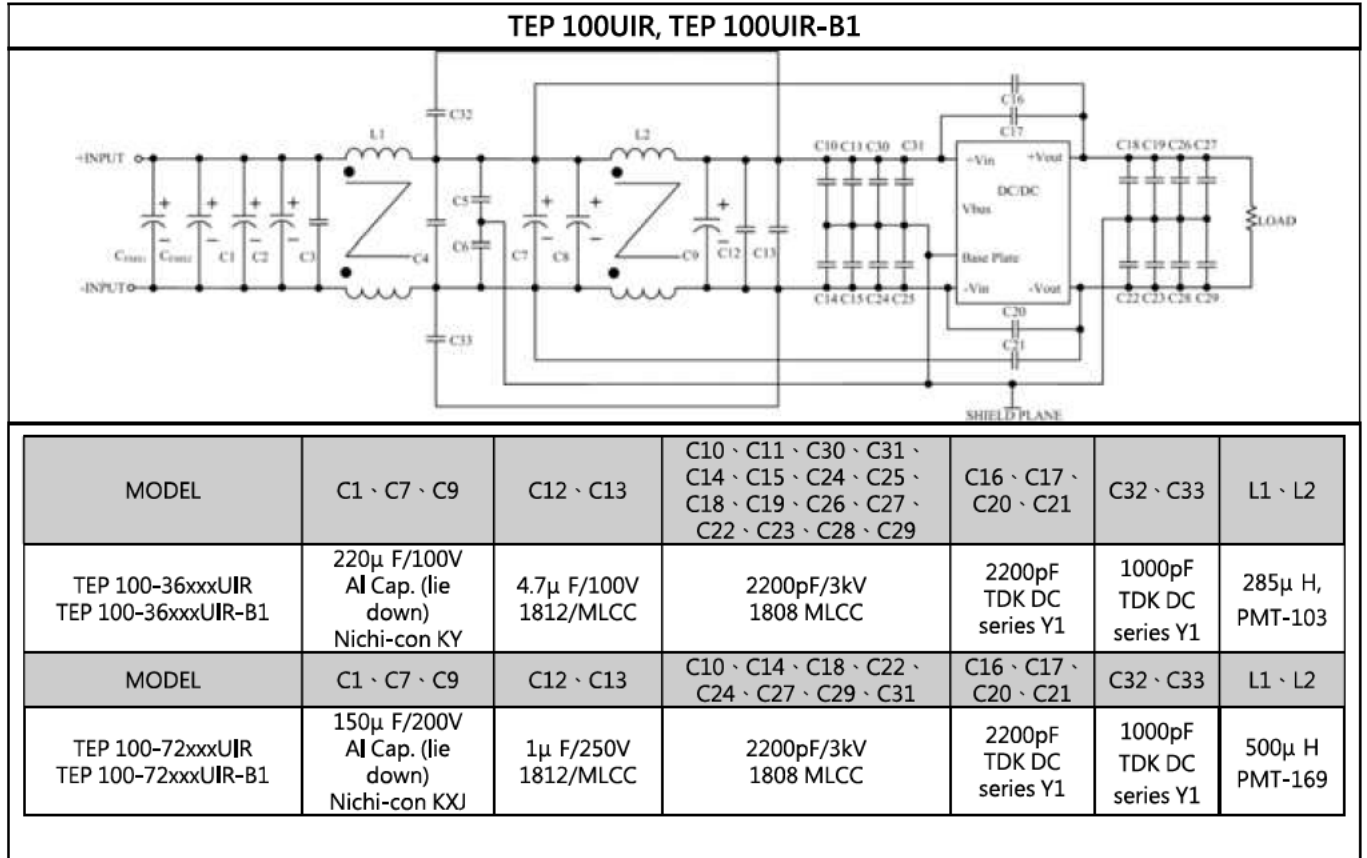 TEP 100UIR, TEP 100UIR-B1
C16
C17
C32
L1
L2
+INPUT
C10 C11 C30 C31
+Vin
+Vout
C18 C19 C26 C27
DC/DC
Vbus
C5
LOAD
C1
C2
C3
C4
C6
C7
C8
C9
C12
C13
Base Plate
-INPUT
C14 C15 C24 C25
-Vin
-Vout
C22 C23 C28 C29
C20
C21
C33
SHIELD PLANE
MODEL
C1、C7、C9
C12、C13
C10、C11、C30、C31、
C14、C15、C24、C25、
C18、C19、C26、C27、
C22、C23、C28、C29
C16、C17、
C20、C21
C32、C33
L1、L2
TEP 100-36xxxUIR
TEP 100-36xxxUIR-B1
220μ F/100V
Al Cap. (lie
down)
Nichi-con KY
4.7μ F/100V
1812/MLCC
2200pF/3kV
1808 MLCC
2200pF
TDK DC
series Y1
1000pF
TDK DC
series Y1
285μ H,
PMT-103
MODEL
C1、C7、C9
C12、C13
C10、C14、C18、C22、
C24、C27、C29、C31
C16、C17、
C20、C21
C32、C33
L1、L2
TEP 100-72xxxUIR
TEP 100-72xxxUIR-B1
150μ F/200V
Al Cap. (lie
down)
Nichi-con KXJ
1μ F/250V
1812/MLCC
2200pF/3kV
1808 MLCC
2200pF
TDK DC
series Y1
1000pF
TDK DC
series Y1
500μ H
PMT-169